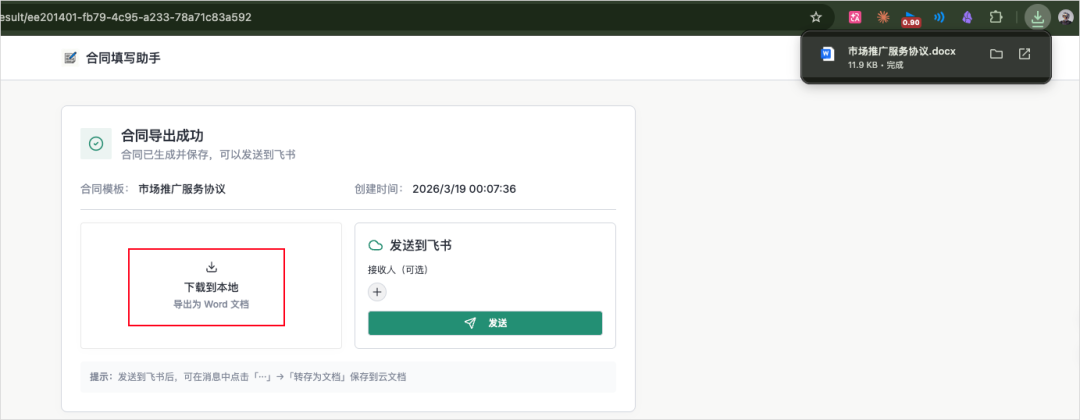 esult/ee201401-fb79-4c95-a233-78a71c83a592
0.90
市场推广服务协议.docx
11.9 KB • 完成
合同填写助手
合同导出成功
合同已生成并保存，可以发送到飞书
合同模板： 市场推广服务协议
创建时间： 2026/3/19 00:07:36
下载到本地
导出为 Word 文档
发送到飞书
接收人（可选）
发送
提示：发送到飞书后，可在消息中点击「···」→「转存为文档」保存到云文档